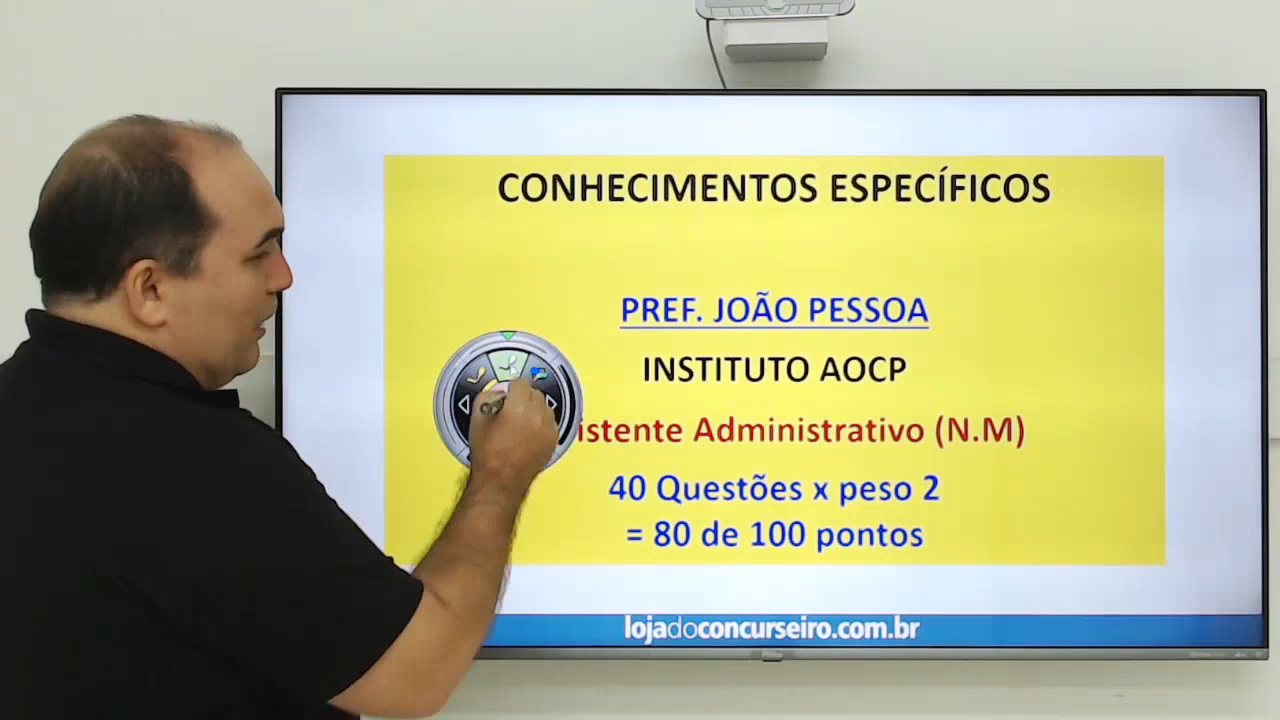 CONHECIMENTOS ESPECÍFICOS
PREF. JOÃO PESSOA
INSTITUTO AOCP
Administrativo (N.M)
40 Questões x peso 2
= 80 de 100 pontos
lojadoconcurseiro.com.br